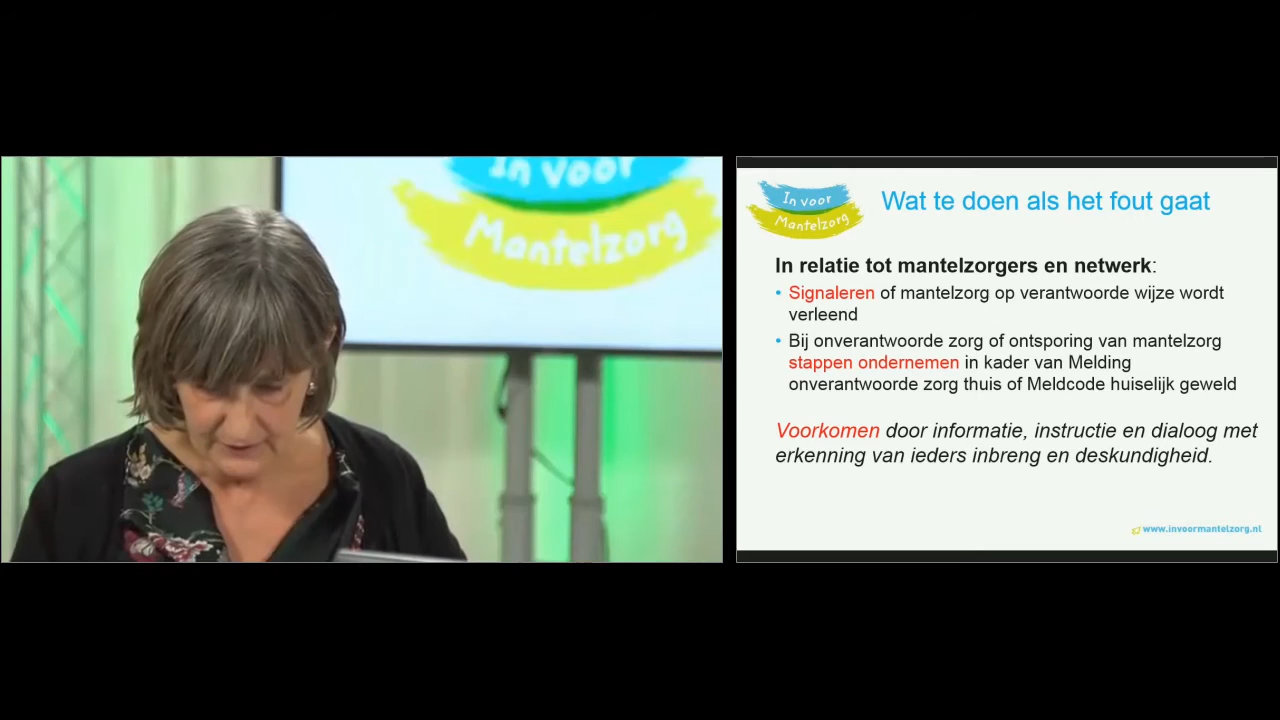 In voor
Mantelzorg
In voor
Mantelzorg
Wat te doen als het fout gaat
In relatie tot mantelzorgers en netwerk:
• Signaleren of mantelzorg op verantwoorde wijze wordt
verleend
• Bij onverantwoorde zorg of ontsporing van mantelzorg
stappen ondernemen in kader van Melding
onverantwoorde zorg thuis of Meldcode huiselijk geweld
Voorkomen door informatie, instructie en dialoog met
erkenning van ieders inbreng en deskundigheid.
www.invoormantelzorg.nl